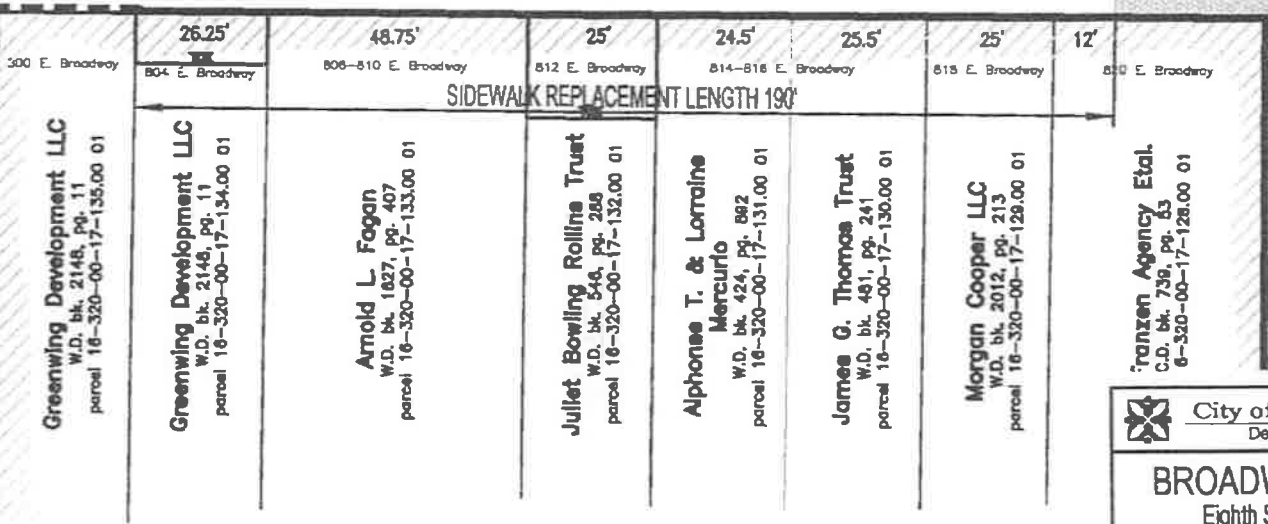 26.25'
48.75'
25'
24.5'
25.5'
25'
12'
300 E. Broadway
804 E. Broadway
806-810 E. Broadway
812 E. Broadway
814-816 E. Broadway
818 E. Broadway
820 E. Broadway
SIDEWALK REPLACEMENT LENGTH 190'
Greenwing Development LLC
W.D. bk. 2148, pg. 11
parcel 16-320-00-17-135.00 01
Greenwing Development LLC
W.D. bk. 2148, pg. 11
parcel 16-320-00-17-134.00 01
Arnold L. Fagan
W.D. bk. 1627, pg. 407
parcel 16-320-00-17-133.00 01
Juliet Bowling Rollins Trust
W.D. bk. 546, pg. 288
parcel 16-320-00-17-132.00 01
Alphonse T. & Lorraine
Mercurio
W.D. bk. 424, pg. 892
parcel 16-320-00-17-131.00 01
James G. Thomas Trust
W.D. bk. 461, pg. 241
parcel 16-320-00-17-130.00 01
Morgan Cooper LLC
W.D. bk. 2012, pg. 213
parcel 16-320-00-17-129.00 01
Franzen Agency Etal.
C.D. bk. 739, pg. 53
6-320-00-17-128.00 01
City of
De
BROADW
Eighth S